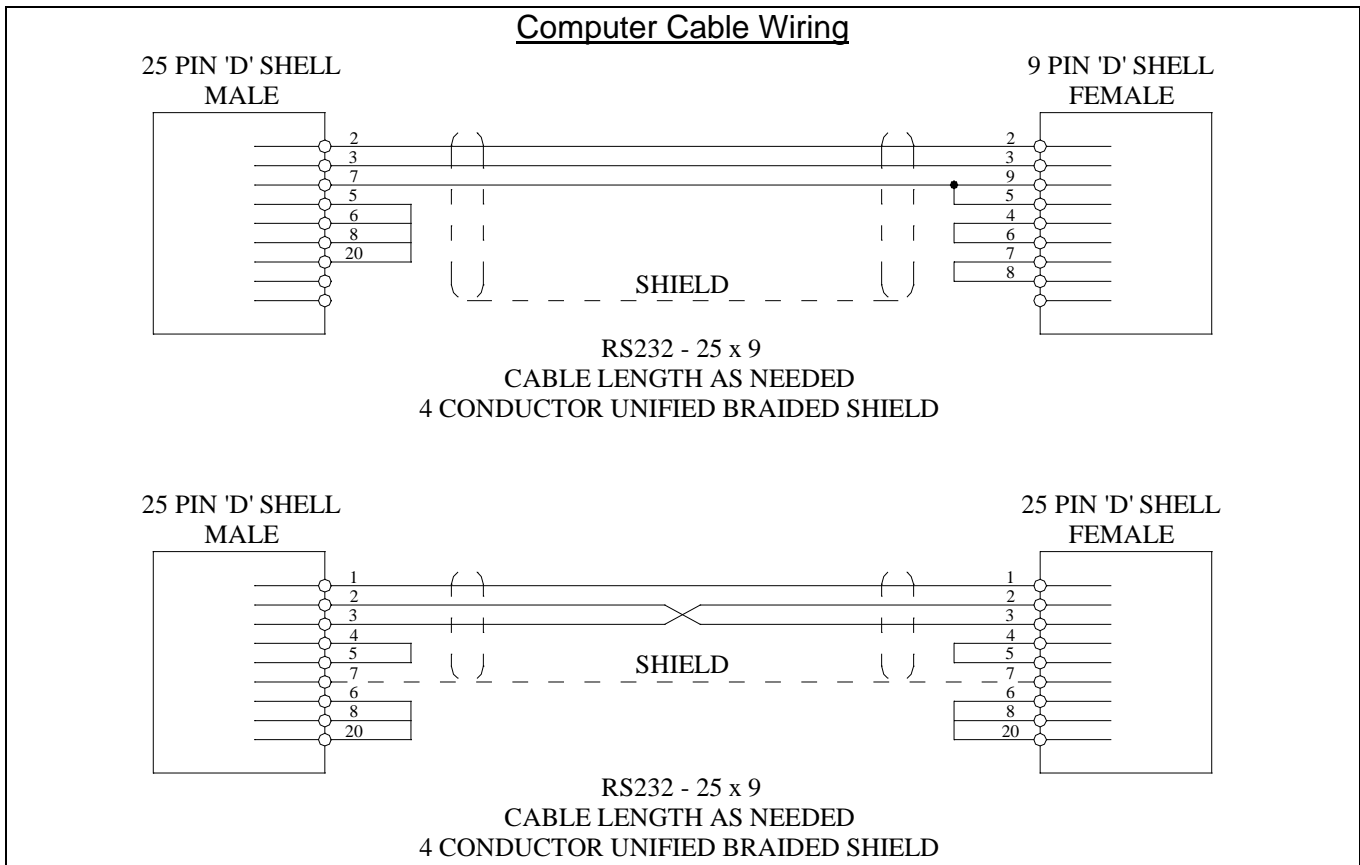 Computer Cable Wiring
25 PIN 'D' SHELL
MALE
9 PIN 'D' SHELL
FEMALE
2
3
7
5
6
8
20
2
3
9
5
4
6
7
8
SHIELD
RS232 - 25 x 9
CABLE LENGTH AS NEEDED
4 CONDUCTOR UNIFIED BRAIDED SHIELD
25 PIN 'D' SHELL
MALE
25 PIN 'D' SHELL
FEMALE
1
2
3
4
5
7
6
8
20
1
2
3
4
5
7
6
8
20
SHIELD
RS232 - 25 x 9
CABLE LENGTH AS NEEDED
4 CONDUCTOR UNIFIED BRAIDED SHIELD